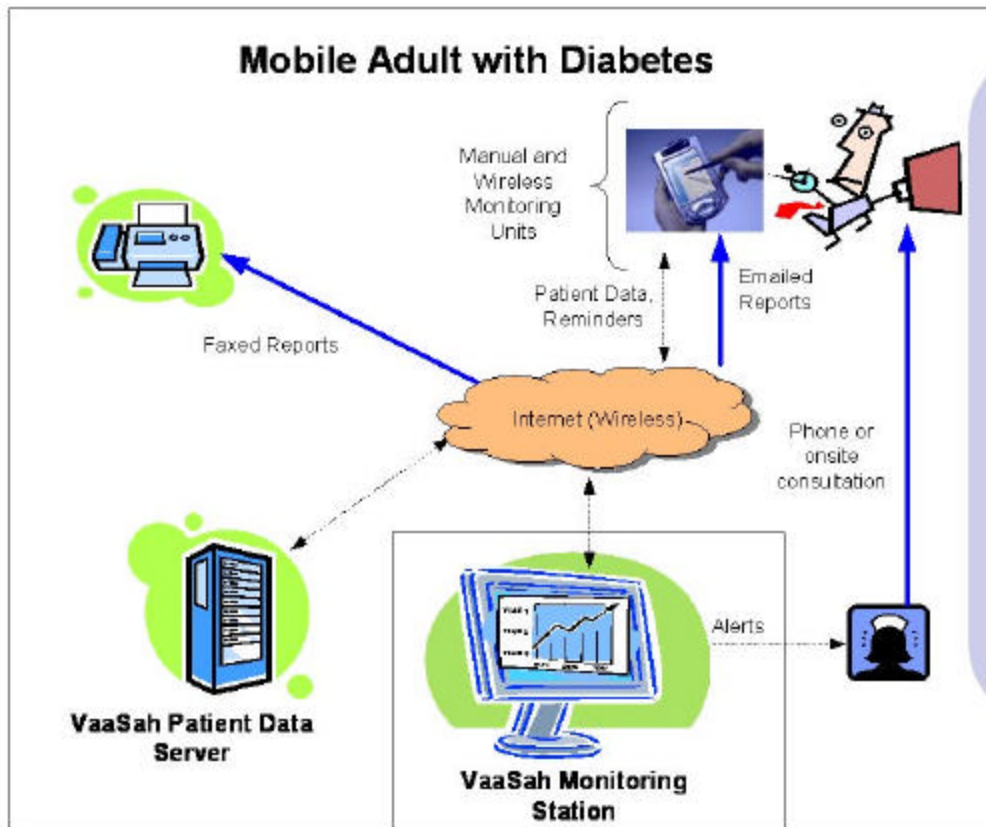 Mobile Adult with Diabetes
Manual and
Wireless
Monitoring
Units
Patient Data,
Reminders
Emailed
Reports
Faxed Reports
Internet (Wireless)
Phone or
onsite
consultation
Alerts
VaaSah Patient Data
Server
VaaSah Monitoring
Station